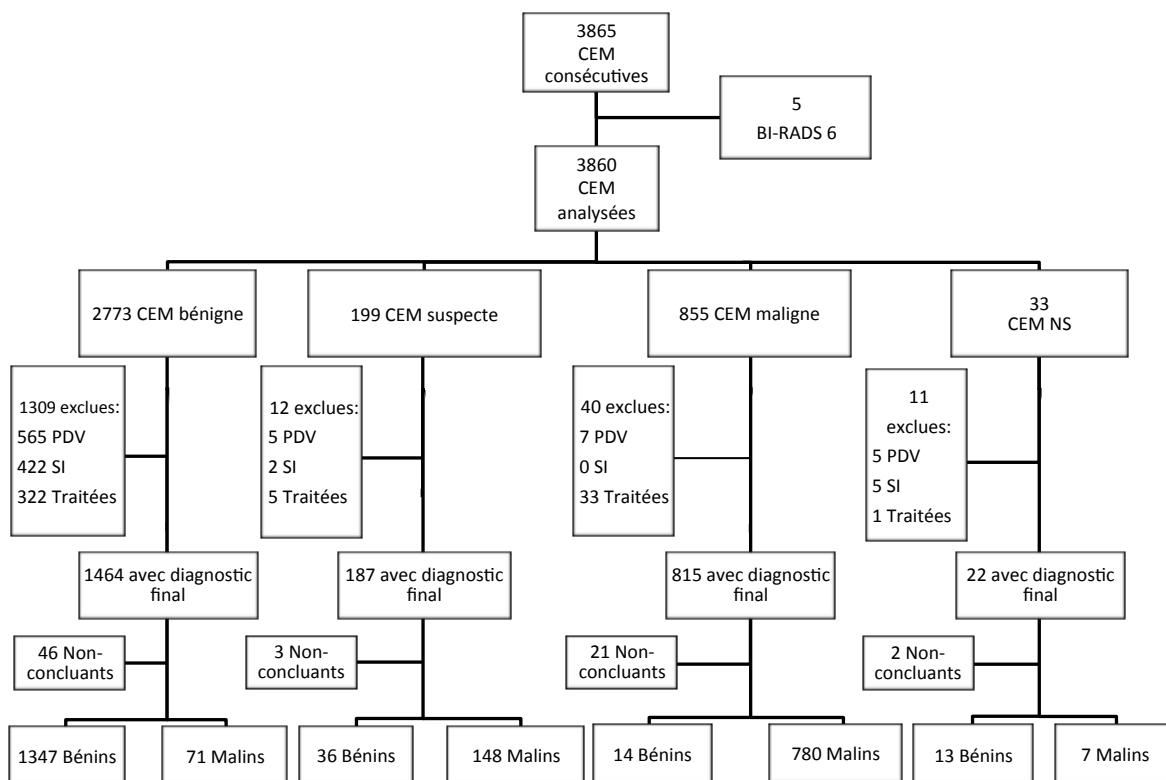 3865
CEM
consécutives
5
BI-RADS 6
3860
CEM
analysées
2773 CEM bénigne
199 CEM suspecte
855 CEM maligne
33
CEM NS
1309 exclues:
565 PDV
422 SI
322 Traitées
12 exclues:
5 PDV
2 SI
5 Traitées
40 exclues:
7 PDV
0 SI
33 Traitées
11
exclues:
5 PDV
5 SI
1 Traitées
1464 avec diagnostic
final
187 avec diagnostic
final
815 avec diagnostic
final
22 avec diagnostic
final
46 Non-
concluants
3 Non-
concluants
21 Non-
concluants
2 Non-
concluants
1347 Bénins
71 Malins
36 Bénins
148 Malins
14 Bénins
780 Malins
13 Bénins
7 Malins